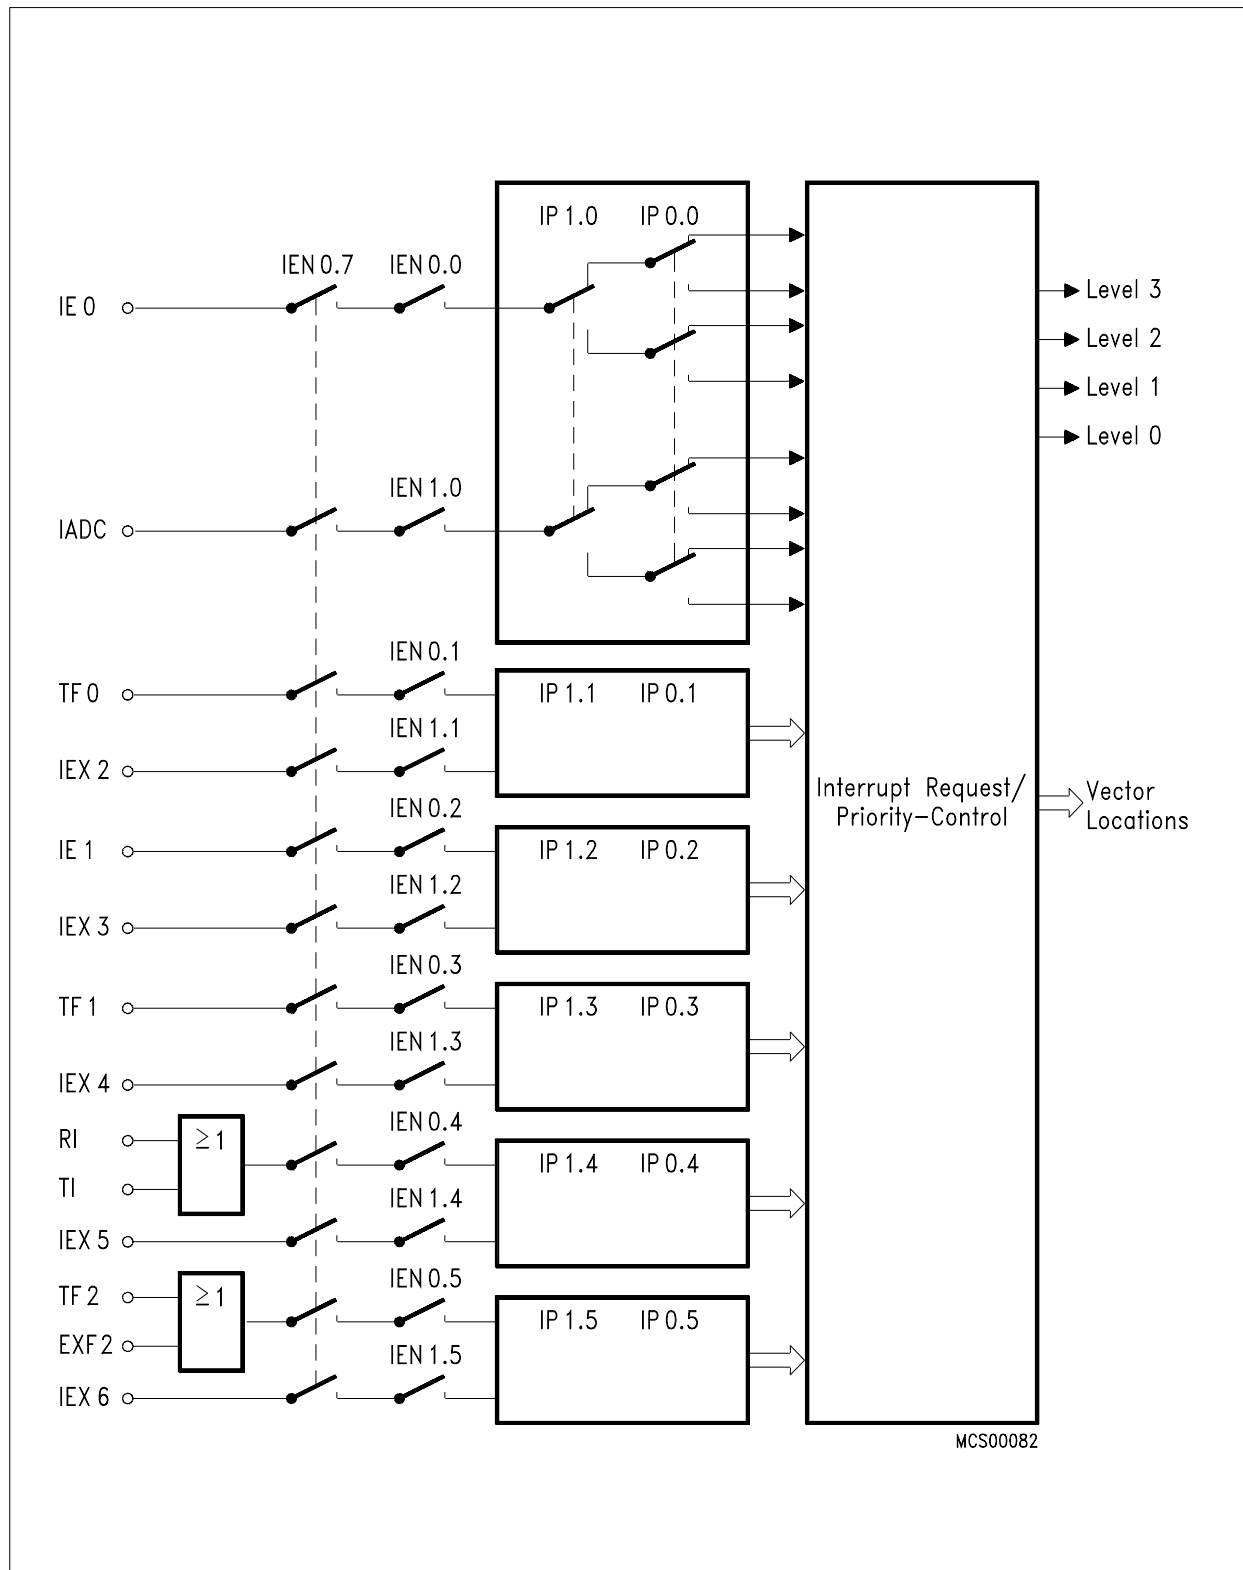 IP 1.0 IP 0.0
IEN 0.7 IEN 0.0
IE 0
Level 3
Level 2
Level 1
Level 0
IEN 1.0
IADC
IEN 0.1
TF 0
IP 1.1 IP 0.1
IEN 1.1
IEX 2
Interrupt Request/
Priority-Control
Vector
Locations
IEN 0.2
IE 1
IP 1.2 IP 0.2
IEN 1.2
IEX 3
IEN 0.3
TF 1
IP 1.3 IP 0.3
IEN 1.3
IEX 4
RI
≥1
IEN 0.4
IP 1.4 IP 0.4
TI
IEN 1.4
IEX 5
TF 2
≥1
IEN 0.5
IP 1.5 IP 0.5
EXF 2
IEN 1.5
IEX 6
MCS00082